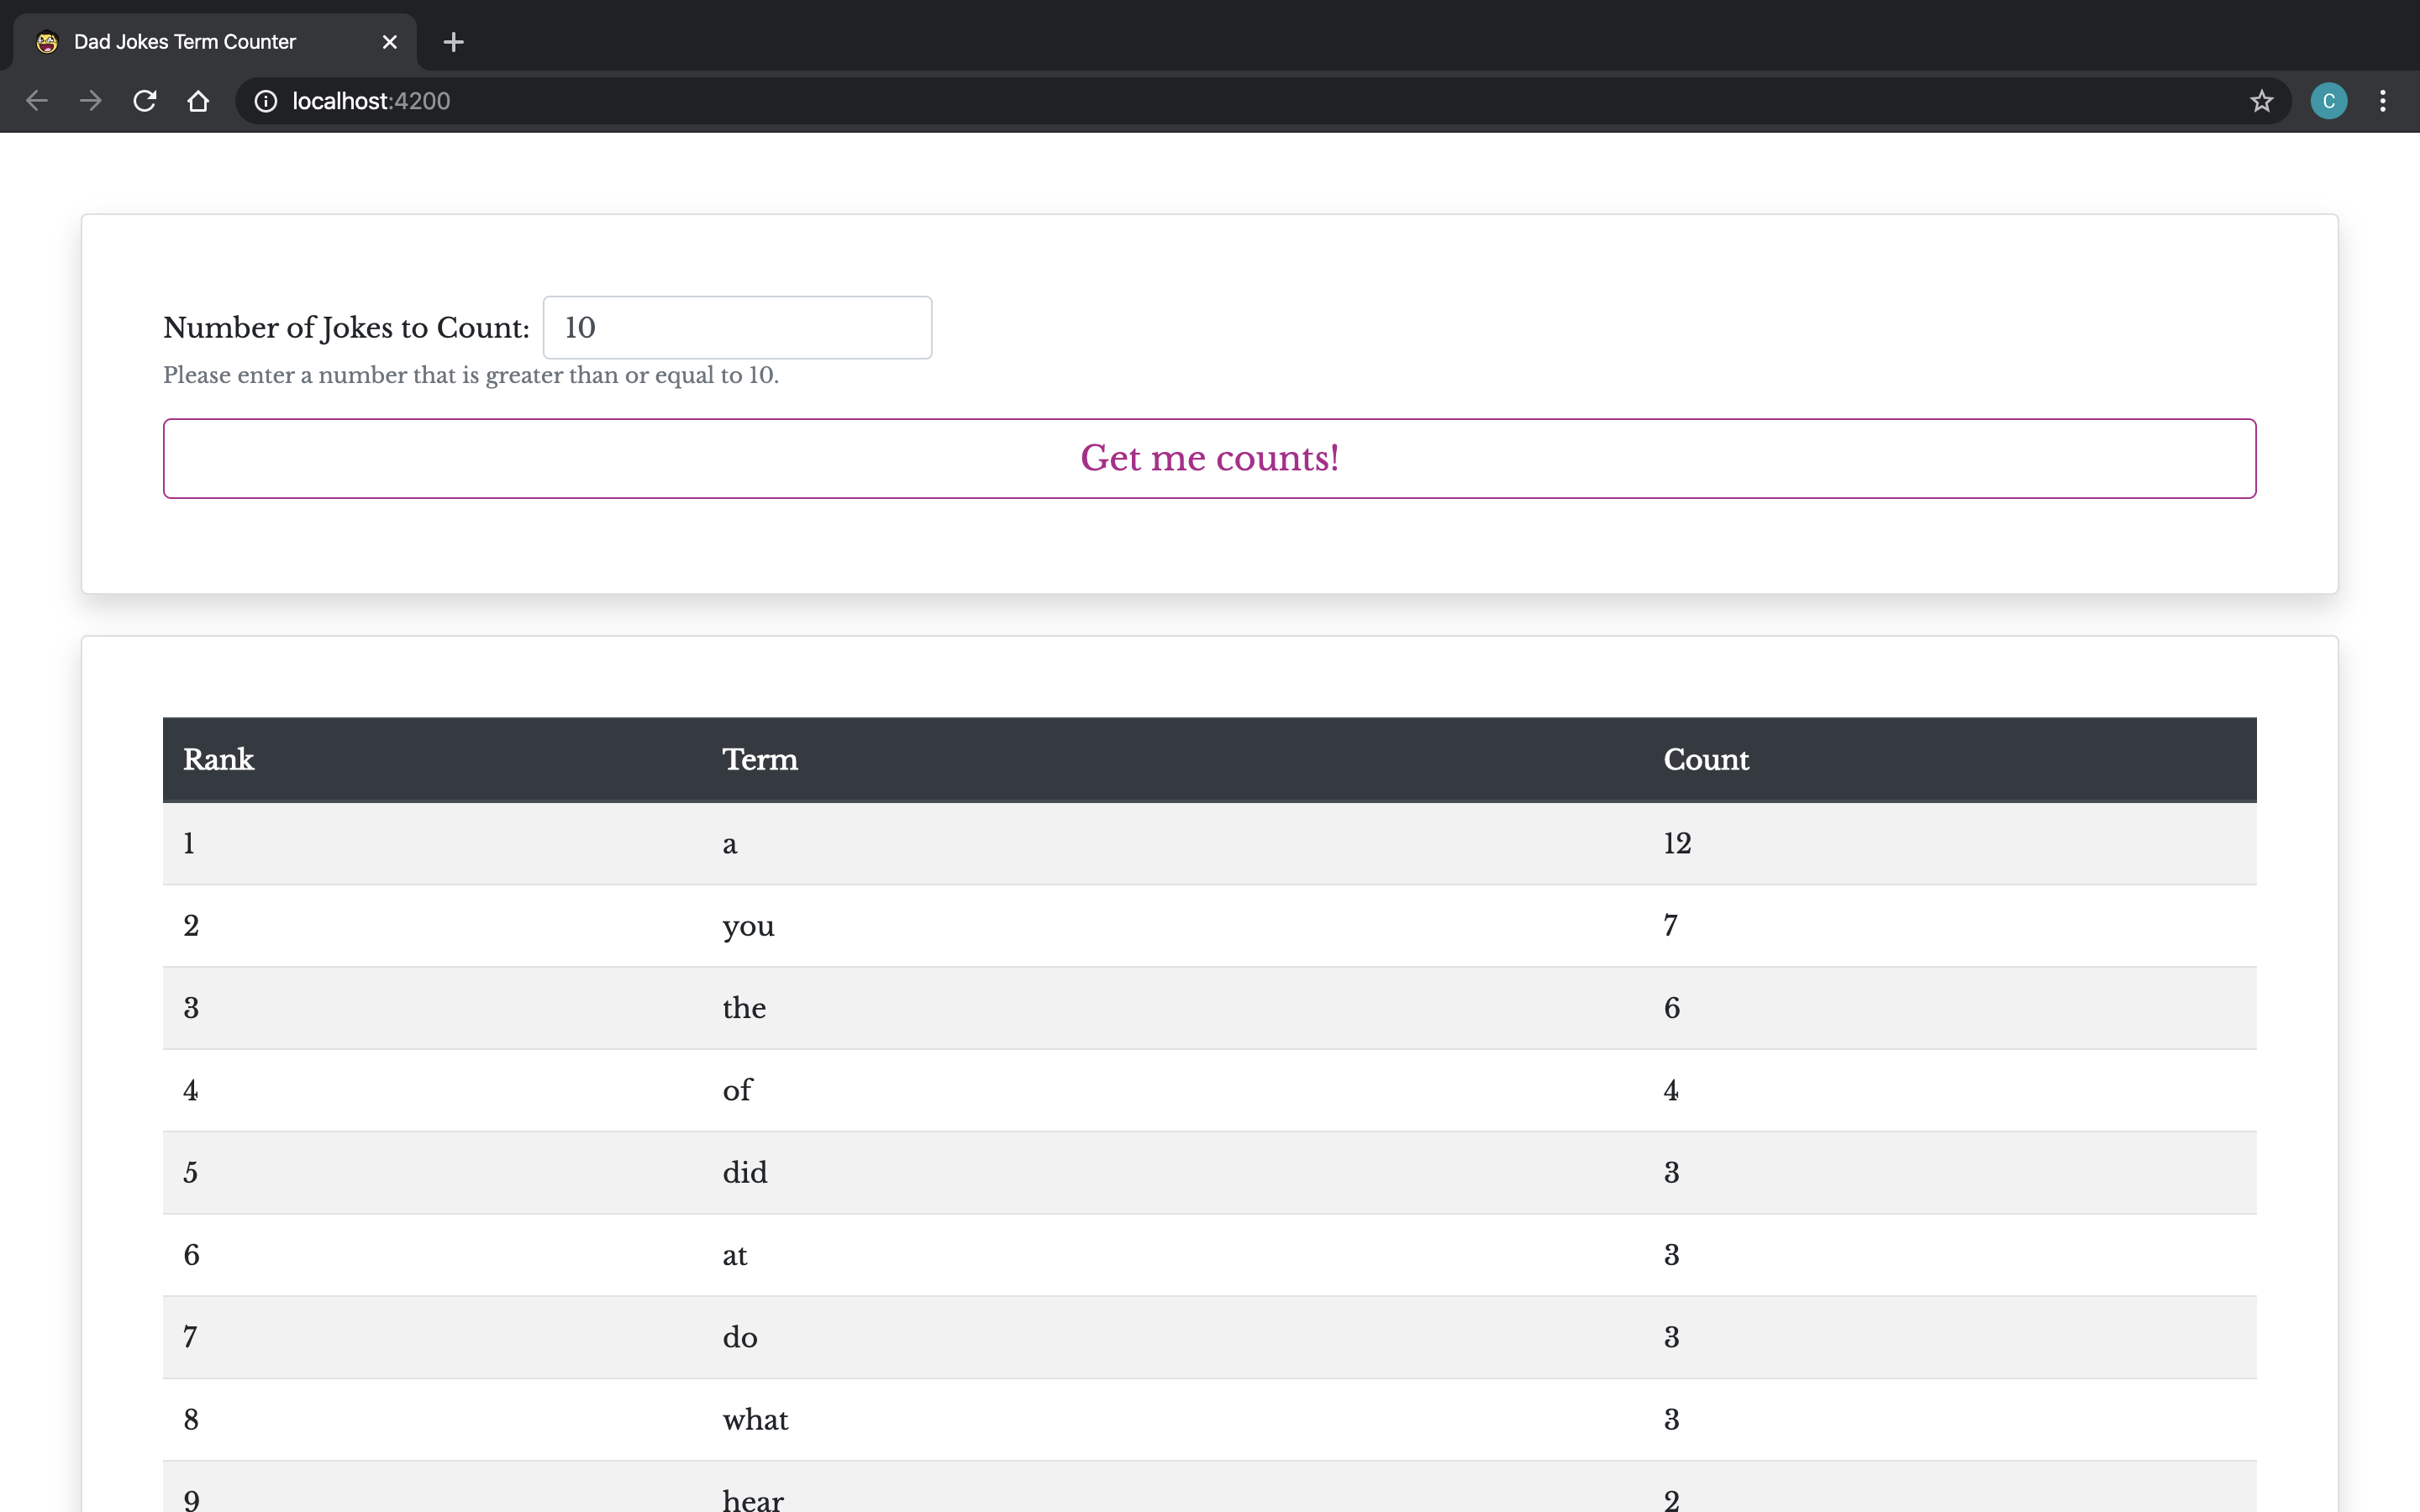 Dad Jokes Term Counter
localhost:4200
C
Number of Jokes to Count: 10
Please enter a number that is greater than or equal to 10.
Get me counts!
Rank Term Count
1 a 12
2 you 7
3 the 6
4 of 4
5 did 3
6 at 3
7 do 3
8 what 3
9 hear 2